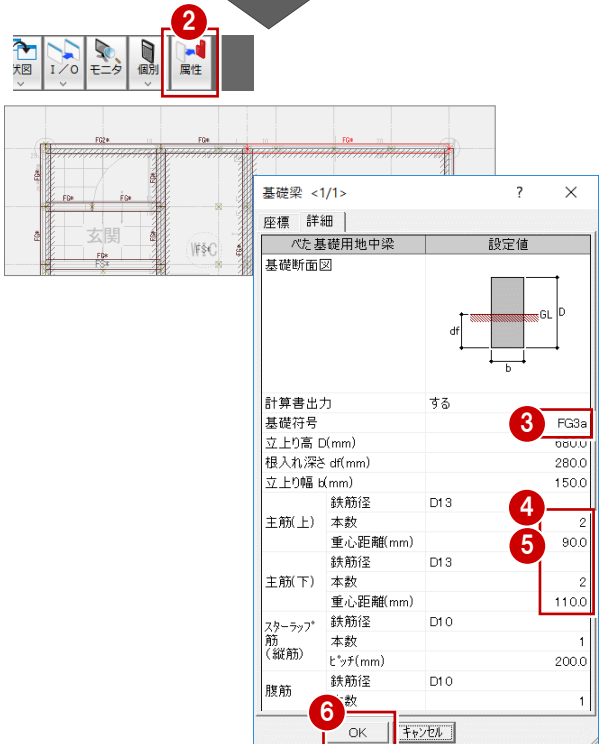 2
状図 I/O モニタ 個別 属性
FG2* FG* FG*
FG* FG* FG*
玄関
WF$*C
FG*
FG*
FG*
FS*
基礎梁 <1/1> ? ×
座標 詳細
べた基礎用地中梁 設定値
基礎断面図
GL D
df
b
計算書出力 する
基礎符号 3 FG3a
立上り高 D(mm) 680.0
根入れ深さ df(mm) 280.0
立上り幅 b(mm) 150.0
鉄筋径 D13
4
主筋(上) 本数 2
5
重心距離(mm) 90.0
鉄筋径 D13
主筋(下) 本数 2
重心距離(mm) 110.0
スターラップ筋(縦筋) 鉄筋径 D10
本数 1
ピッチ(mm) 200.0
腹筋 鉄筋径 D10
本数 1
6
OK キャンセル